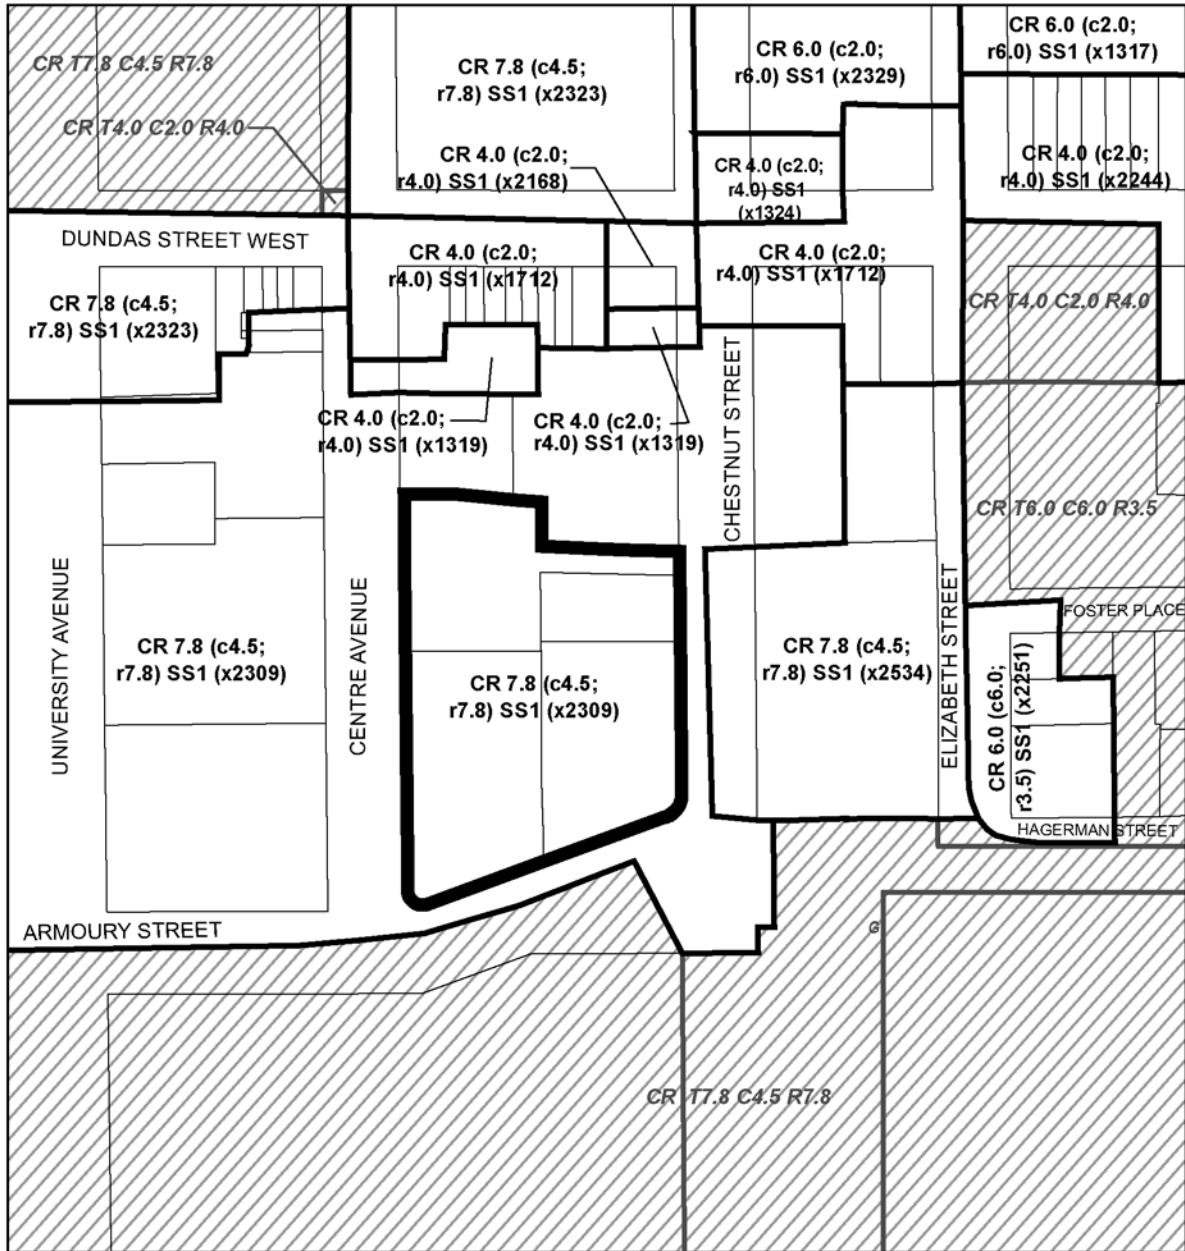 CR T7.8 C4.5 R7.8
CR 7.8 (c4.5;
r7.8) SS1 (x2323)
CR 6.0 (c2.0;
r6.0) SS1 (x2329)
CR 6.0 (c2.0;
r6.0) SS1 (x1317)
CR T4.0 C2.0 R4.0
CR 4.0 (c2.0;
r4.0) SS1 (x2168)
CR 4.0 (c2.0;
r4.0) SS1
(x1324)
CR 4.0 (c2.0;
r4.0) SS1 (x2244)
DUNDAS STREET WEST
CR 4.0 (c2.0;
r4.0) SS1 (x1712)
CR 4.0 (c2.0;
r4.0) SS1 (x1712)
CR 7.8 (c4.5;
r7.8) SS1 (x2323)
CR T4.0 C2.0 R4.0
CR 4.0 (c2.0;
r4.0) SS1 (x1319)
CR 4.0 (c2.0;
r4.0) SS1 (x1319)
CHESTNUT STREET
CR T6.0 C6.0 R3.5
UNIVERSITY AVENUE
CR 7.8 (c4.5;
r7.8) SS1 (x2309)
CENTRE AVENUE
CR 7.8 (c4.5;
r7.8) SS1 (x2309)
CR 7.8 (c4.5;
r7.8) SS1 (x2534)
ELIZABETH STREET
FOSTER PLACE
CR 6.0 (c6.0;
r3.5) SS1 (x2251)
HAGERMAN STREET
ARMOURY STREET
G
CR T7.8 C4.5 R7.8